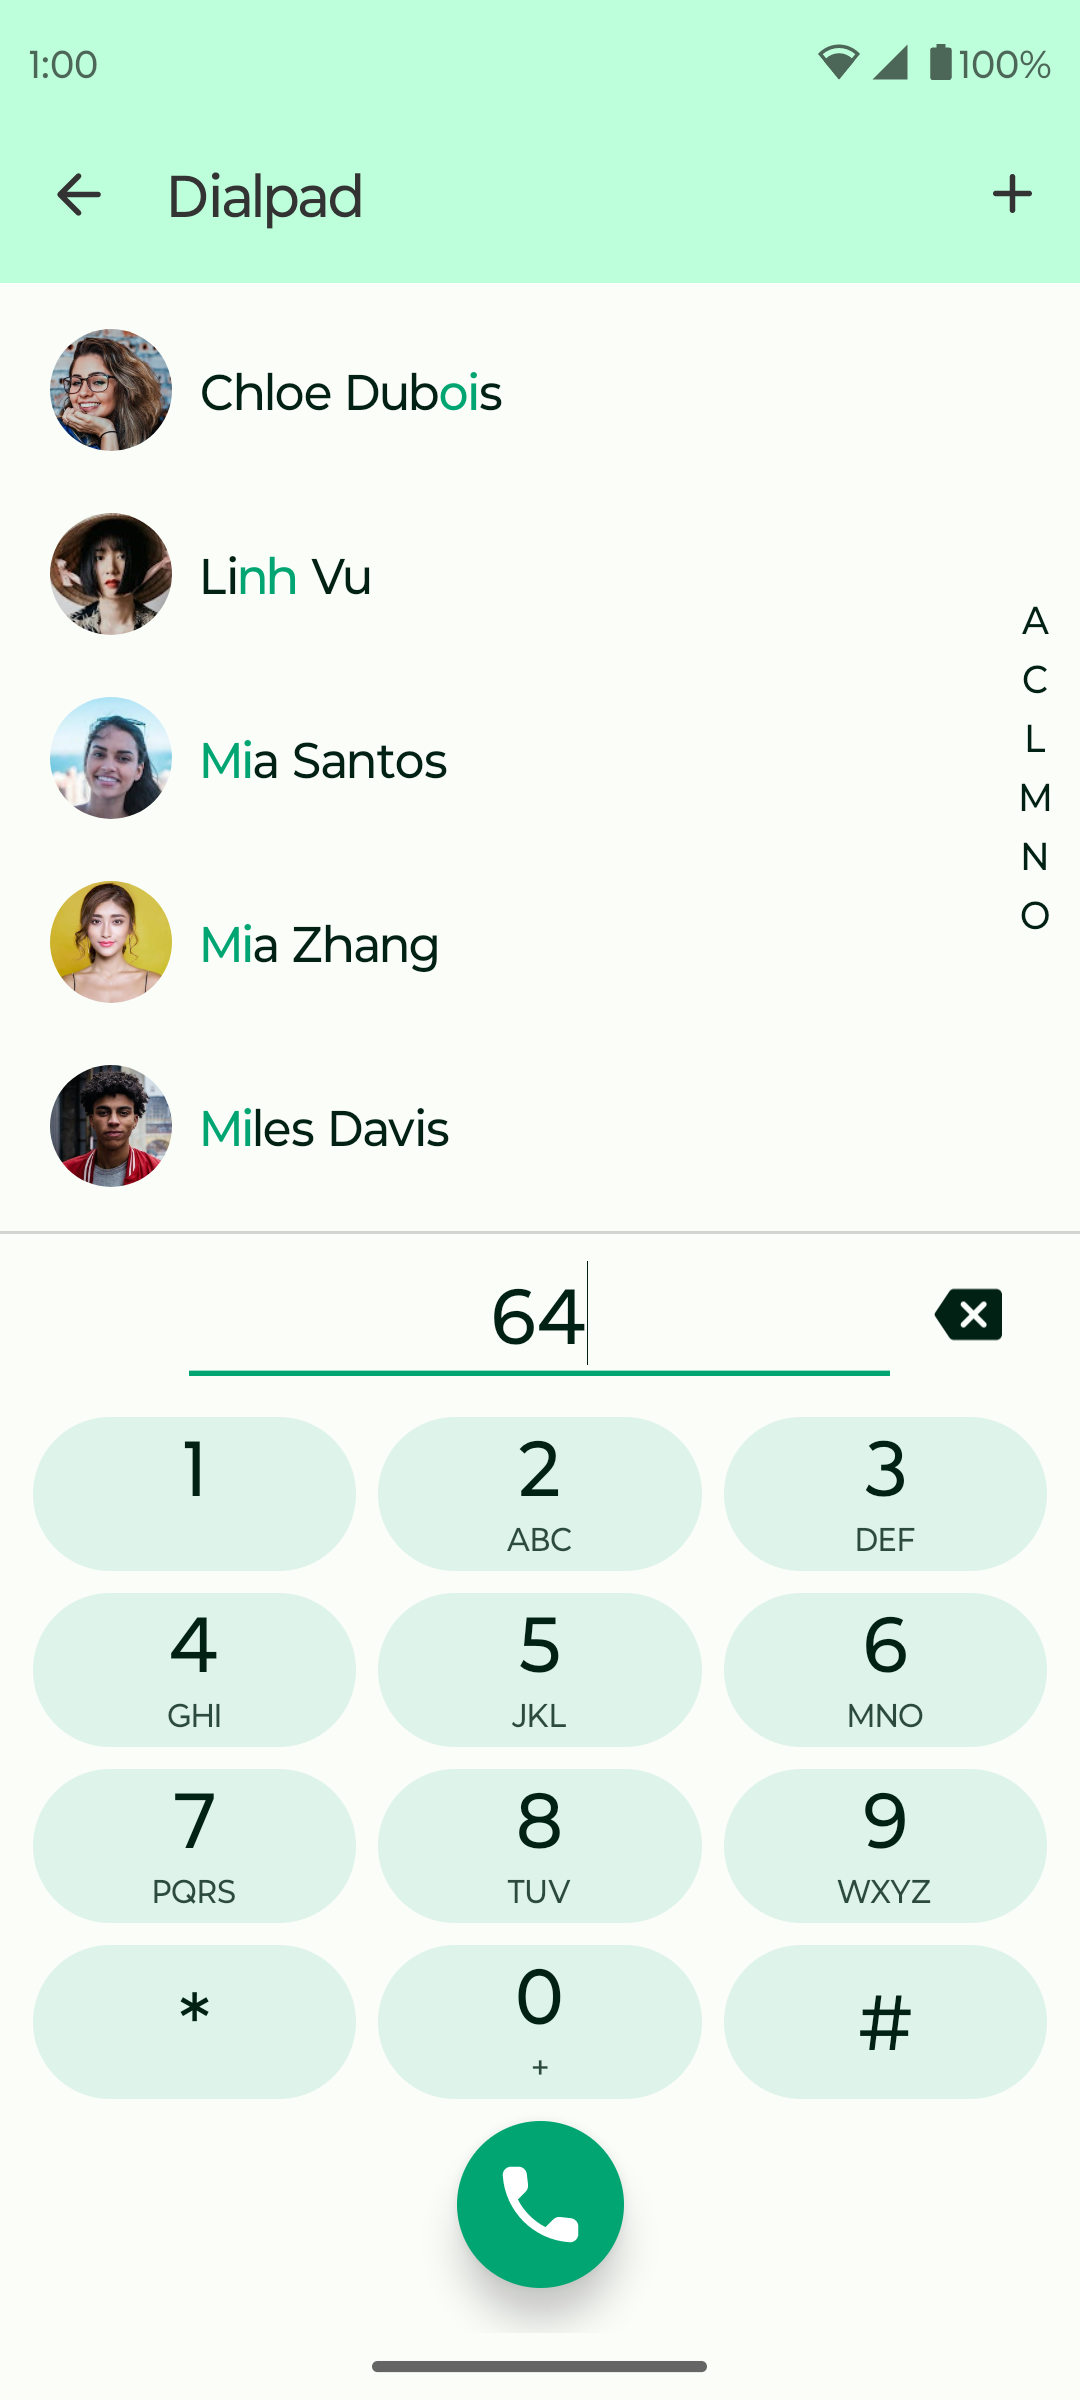 1:00 100%
Dialpad
Chloe Dubois
Linh Vu
Mia Santos
Mia Zhang
Miles Davis
A
C
L
M
N
O
64
1 2 3
ABC DEF
4 5 6
GHI JKL MNO
7 8 9
PQRS TUV WXYZ
* 0 #
+